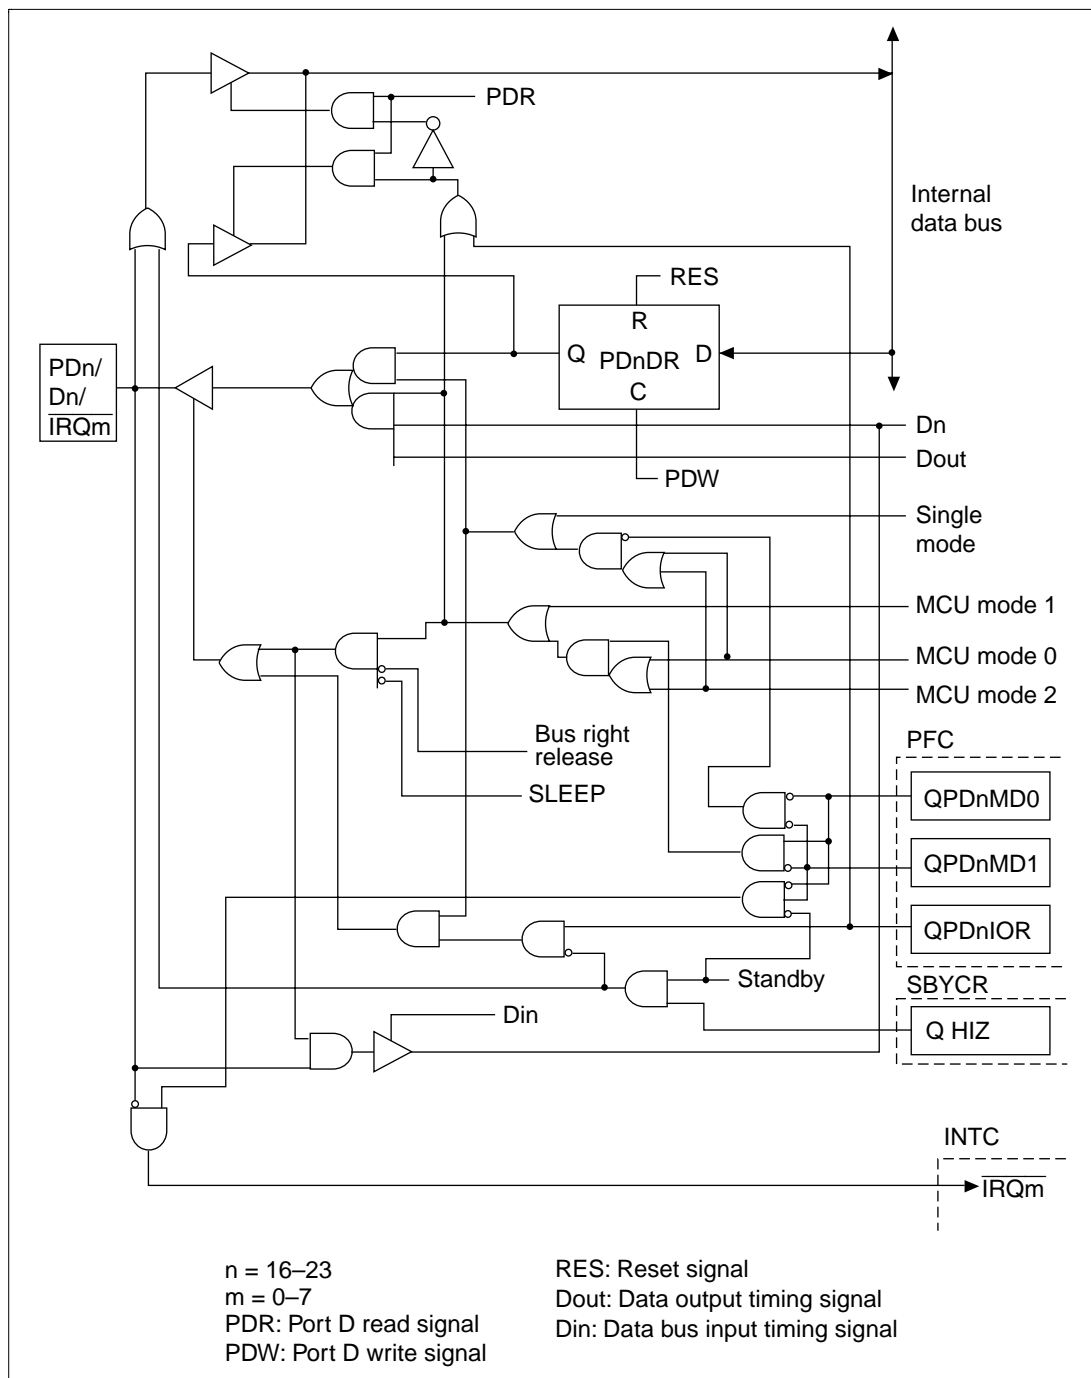 PDR
Internal
data bus
RES
R
Q
PDnDR
D
C
PDn/
Dn/
IRQm
Dn
Dout
PDW
Single
mode
MCU mode 1
MCU mode 0
MCU mode 2
Bus right
release
SLEEP
PFC
QPDnMD0
QPDnMD1
QPDnIOR
Standby
SBYCR
Q HIZ
Din
INTC
IRQm
n = 16–23
m = 0–7
PDR: Port D read signal
PDW: Port D write signal
RES: Reset signal
Dout: Data output timing signal
Din: Data bus input timing signal